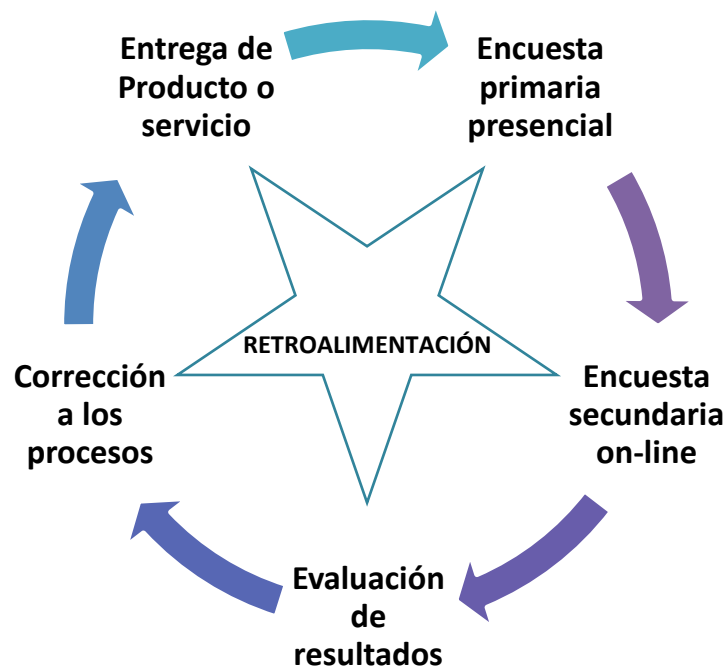 Entrega de
Producto o
servicio
Encuesta
primaria
presencial
RETROALIMENTACIÓN
Encuesta
secundaria
on-line
Evaluación
de
resultados
Corrección
a los
procesos